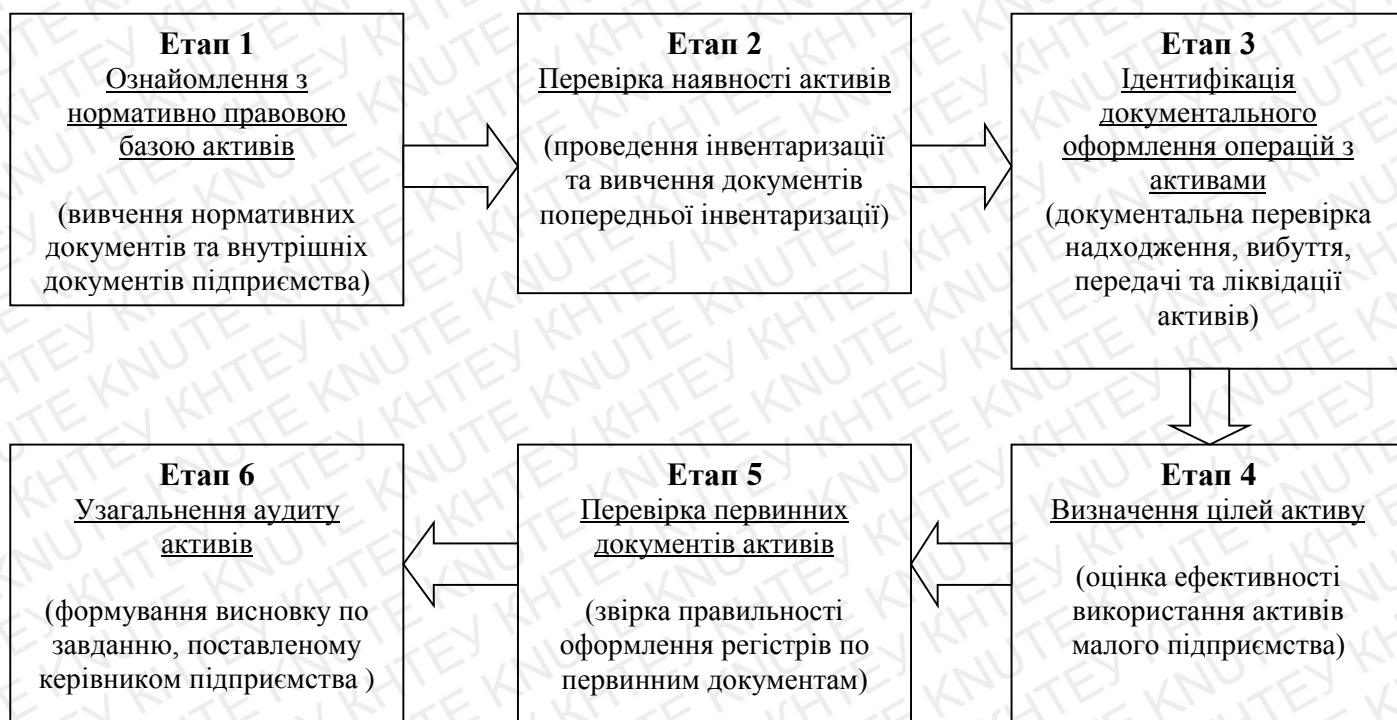 Етап 1
Ознайомлення з
нормативно правовою
базою активів
(вивчення нормативних
документів та внутрішніх
документів підприємства)
Етап 2
Перевірка наявності активів
(проведення інвентаризації
та вивчення документів
попередньої інвентаризації)
Етап 3
Ідентифікація
документального
оформлення операцій з
активами
(документальна перевірка
надходження, вибуття,
передачі та ліквідації
активів)
Етап 4
Визначення цілей активу
(оцінка ефективності
використання активів
малого підприємства)
Етап 5
Перевірка первинних
документів активів
(звірка правильності
оформлення регістрів по
первинним документам)
Етап 6
Узагальнення аудиту
активів
(формування висновку по
завданню, поставленому
керівником підприємства )